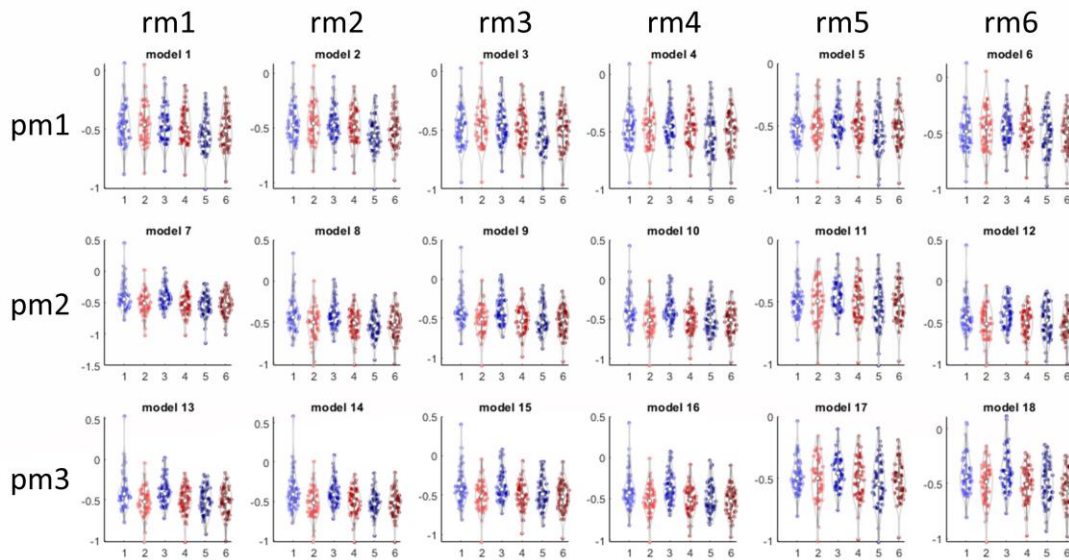 rm1 rm2 rm3 rm4 rm5 rm6
model 1 model 2 model 3 model 4 model 5 model 6
pm1
0 0 0 0 0 0
-0.5 -0.5 -0.5 -0.5 -0.5 -0.5
-1 -1 -1 -1 -1 -1
1 2 3 4 5 6 1 2 3 4 5 6 1 2 3 4 5 6 1 2 3 4 5 6 1 2 3 4 5 6 1 2 3 4 5 6
model 7 model 8 model 9 model 10 model 11 model 12
pm2
0.5 0.5 0.5 0.5 0 0.5
0 0 0 0 -0.5 0
-0.5 -0.5 -0.5 -0.5 -1 -0.5
-1 -1 -1 -1 -1
-1.5
1 2 3 4 5 6 1 2 3 4 5 6 1 2 3 4 5 6 1 2 3 4 5 6 1 2 3 4 5 6 1 2 3 4 5 6
model 13 model 14 model 15 model 16 model 17 model 18
pm3
0.5 0.5 0.5 0.5 0 0
0 0 0 0 -0.5 -0.5
-0.5 -0.5 -0.5 -0.5 -1 -1
-1 -1 -1 -1
1 2 3 4 5 6 1 2 3 4 5 6 1 2 3 4 5 6 1 2 3 4 5 6 1 2 3 4 5 6 1 2 3 4 5 6